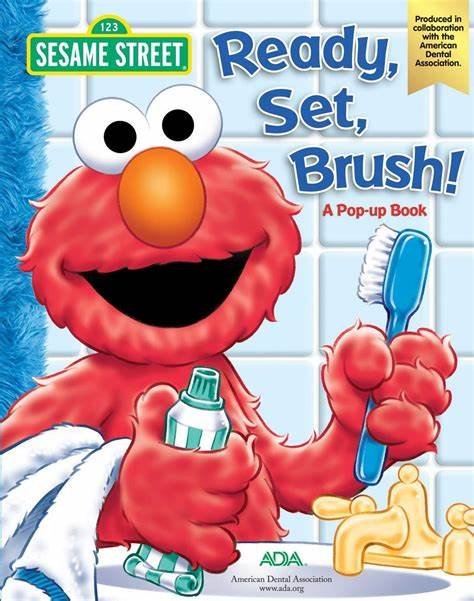 123
SESAME STREET
Ready,
Set,
Brush!
A Pop-up Book
Produced in
collaboration
with the
American
Dental
Association.
ADA
American Dental Association
www.ada.org